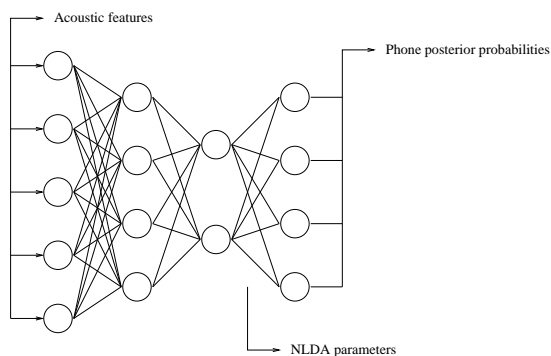 Acoustic features
Phone posterior probabilities
NLDA parameters